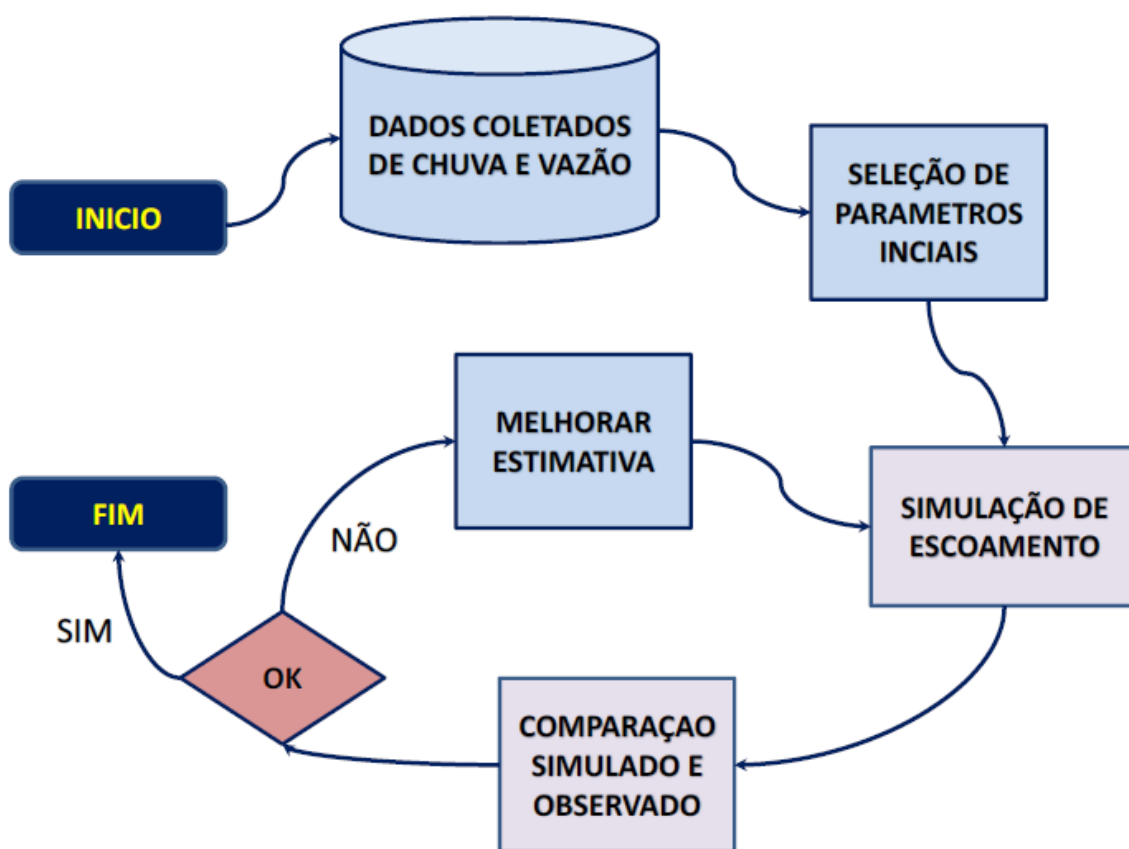 INICIO
DADOS COLETADOS
DE CHUVA E VAZÃO
SELEÇÃO DE
PARAMETROS
INCIAIS
SIMULAÇÃO DE
ESCOAMENTO
COMPARAÇAO
SIMULADO E
OBSERVADO
OK
NÃO
MELHORAR
ESTIMATIVA
SIM
FIM